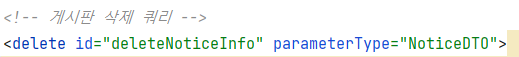 <!-- 게시판 삭제 쿼리 -->
<delete id="deleteNoticeInfo" parameterType="NoticeDTO">